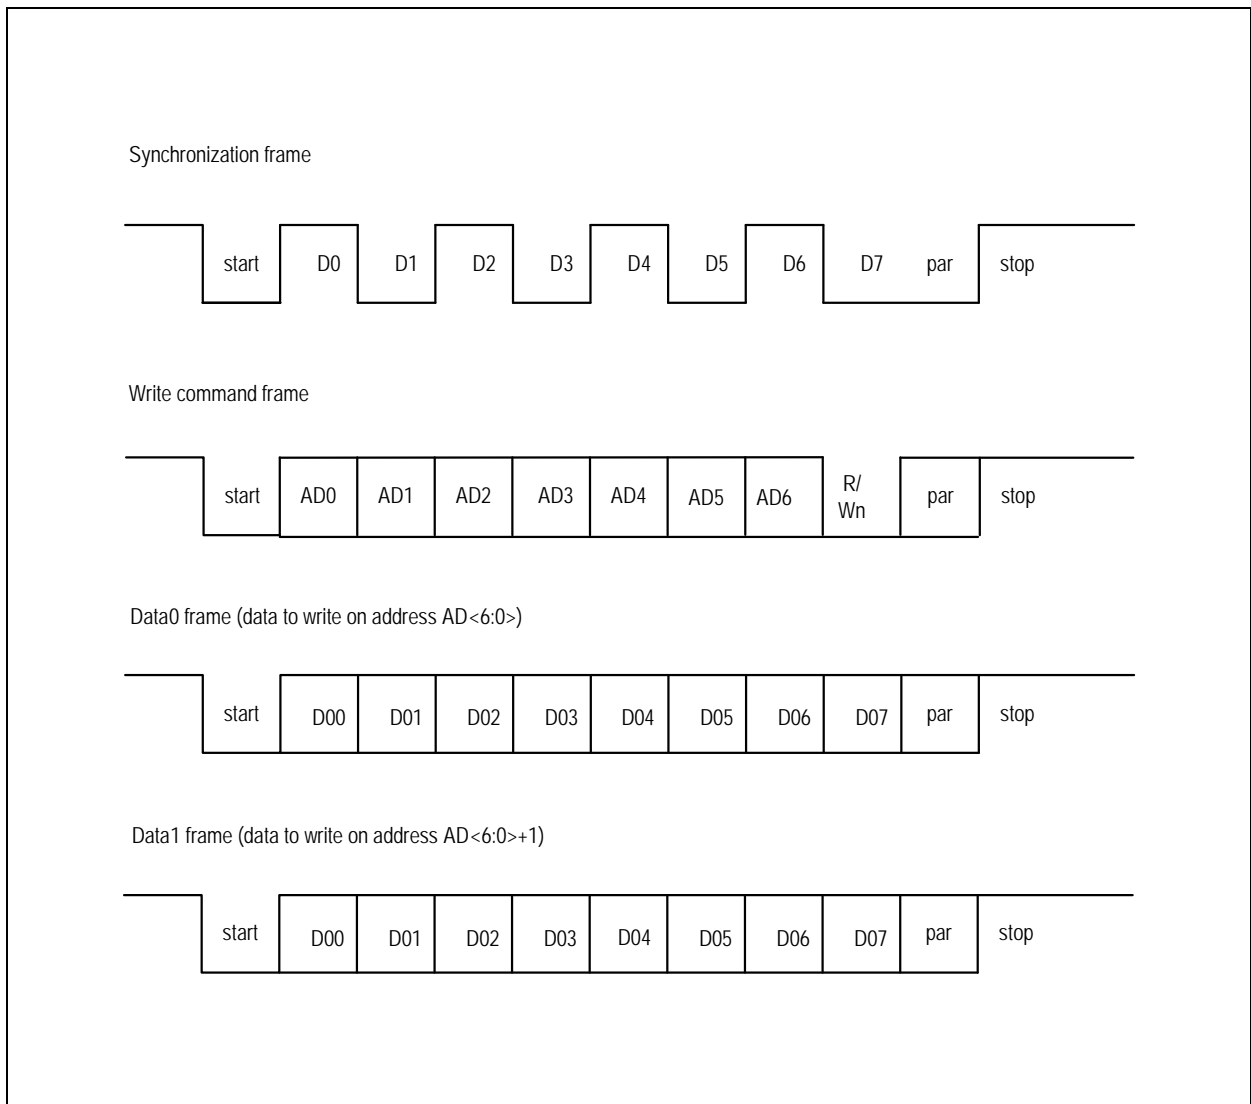 Synchronization frame
start D0 D1 D2 D3 D4 D5 D6 D7 par stop
Write command frame
start AD0 AD1 AD2 AD3 AD4 AD5 AD6 R/
Wn par stop
Data0 frame (data to write on address AD<6:0>)
start D00 D01 D02 D03 D04 D05 D06 D07 par stop
Data1 frame (data to write on address AD<6:0>+1)
start D00 D01 D02 D03 D04 D05 D06 D07 par stop